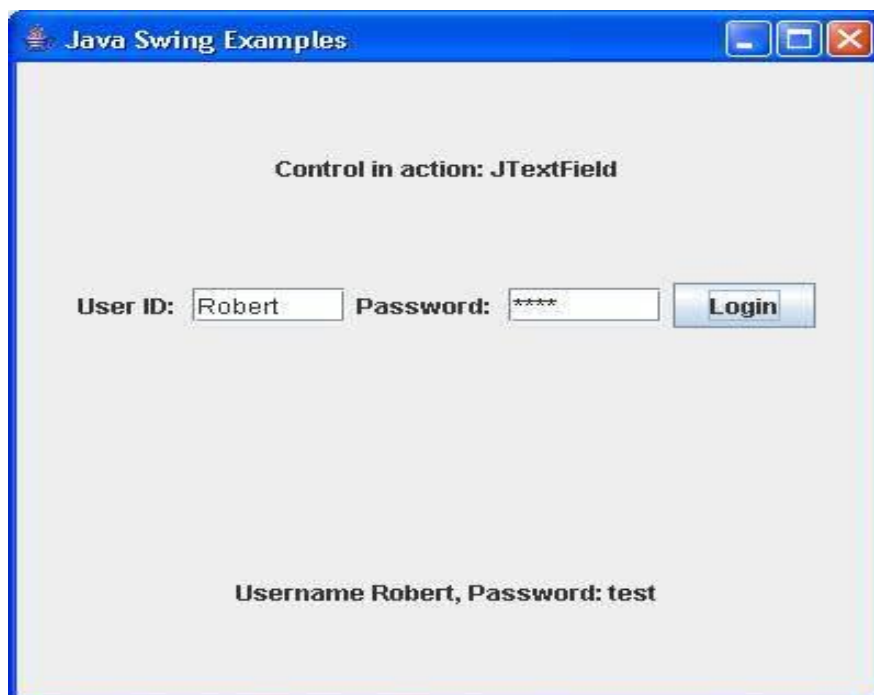 Java Swing Examples
Control in action: JTextField
User ID: Robert Password: **** Login
Username Robert, Password: test